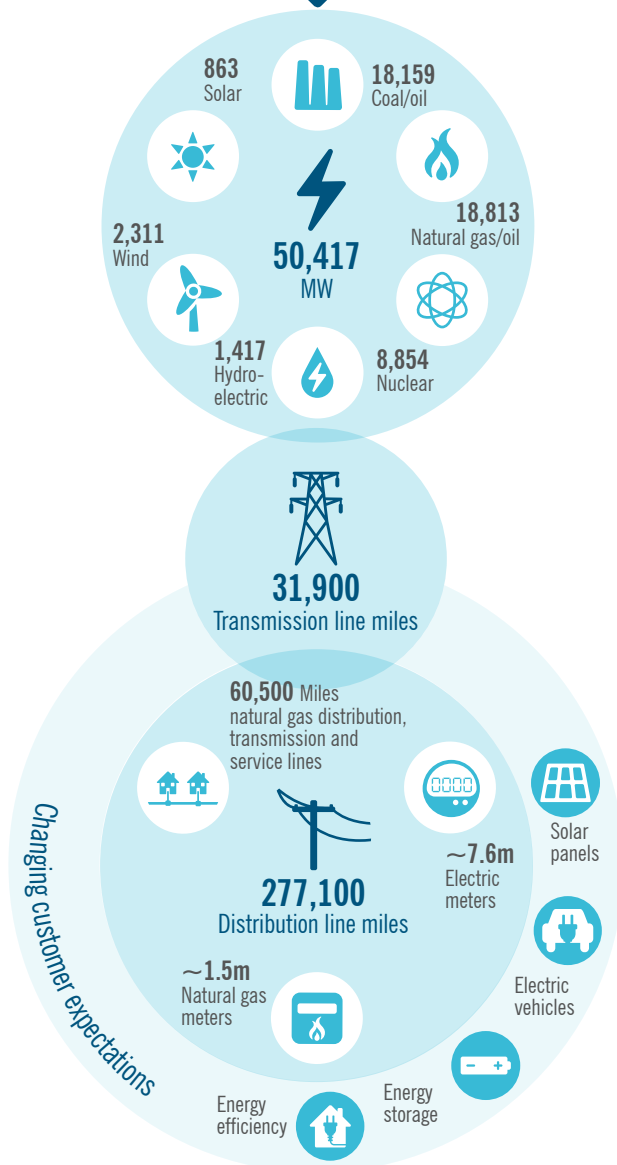 863
Solar
18,159
Coal/oil
2,311
Wind
50,417
MW
18,813
Natural gas/oil
1,417
Hydro-
electric
8,854
Nuclear
31,900
Transmission line miles
60,500 Miles
natural gas distribution,
transmission and
service lines
0000
~7.6m
Electric
meters
277,100
Distribution line miles
~1.5m
Natural gas
meters
Changing customer expectations
Solar
panels
Electric
vehicles
Energy
storage
Energy
efficiency